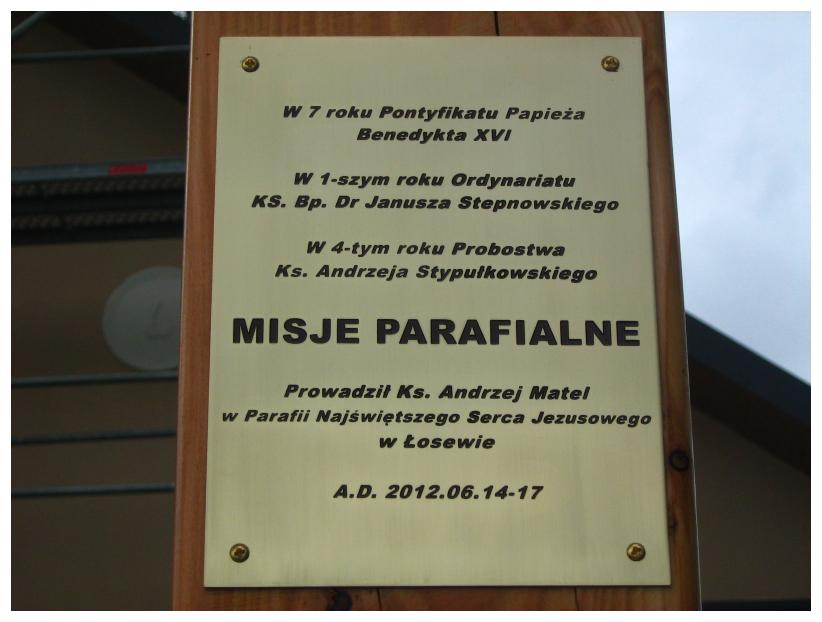 W 7 roku Pontyfikatu Papieża
Benedykta XVI
W 1-szym roku Ordynariatu
KS. Bp. Dr Janusza Stepnowskiego
W 4-tym roku Probostwa
Ks. Andrzeja Stypułkowskiego
MISJE PARAFIALNE
Prowadził Ks. Andrzej Matel
w Parafii Najświętszego Serca Jezusowego
w Łosewie
A.D. 2012.06.14-17